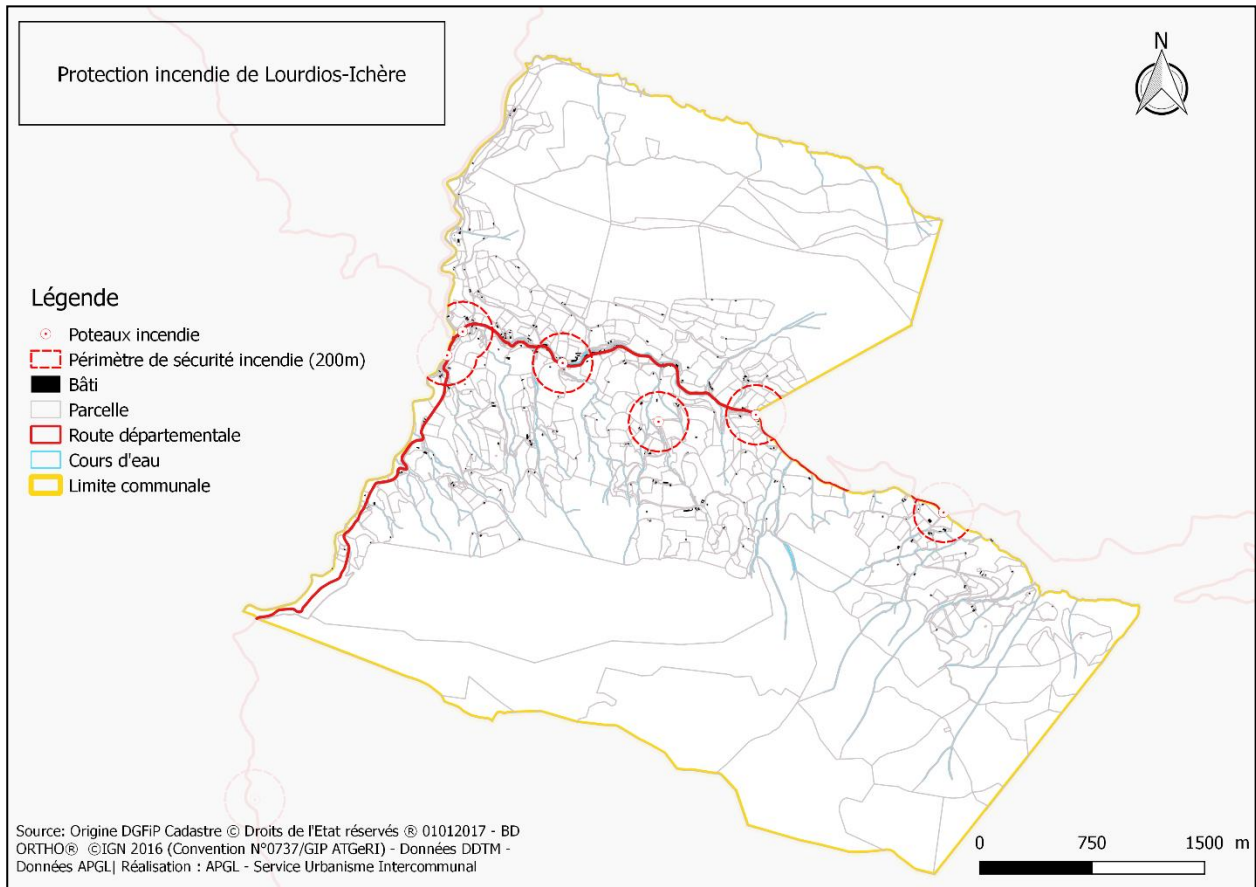 Protection incendie de Lourdios-Ichère
N
Légende
Poteaux incendie
Périmètre de sécurité incendie (200m)
Bâti
Parcelle
Route départementale
Cours d'eau
Limite communale
Source: Origine DGFiP Cadastre © Droits de l'Etat réservés ® 01012017 - BD
ORTHO® ©IGN 2016 (Convention N°0737/GIP ATGeRI) - Données DDTM -
Données APGL| Réalisation : APGL - Service Urbanisme Intercommunal
0 750 1500 m